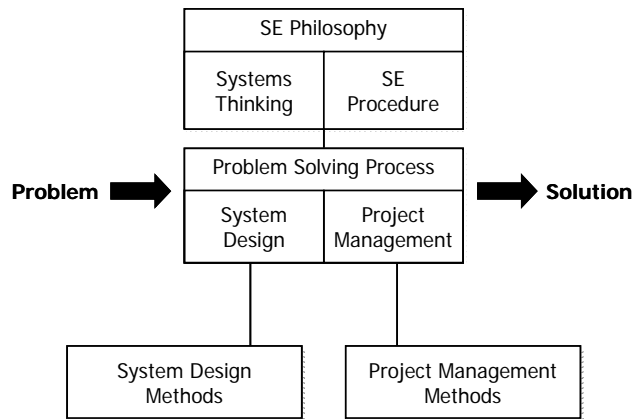 SE Philosophy
Systems
Thinking
SE
Procedure
Problem Solving Process
Problem
System
Design
Project
Management
Solution
System Design
Methods
Project Management
Methods